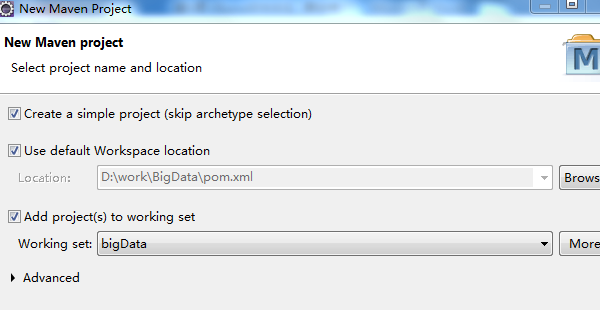 New Maven Project
New Maven project
Select project name and location
M
Create a simple project (skip archetype selection)
Use default Workspace location
Location: D:\work\BigData\pom.xml Brows
Add project(s) to working set
Working set: bigData More
Advanced